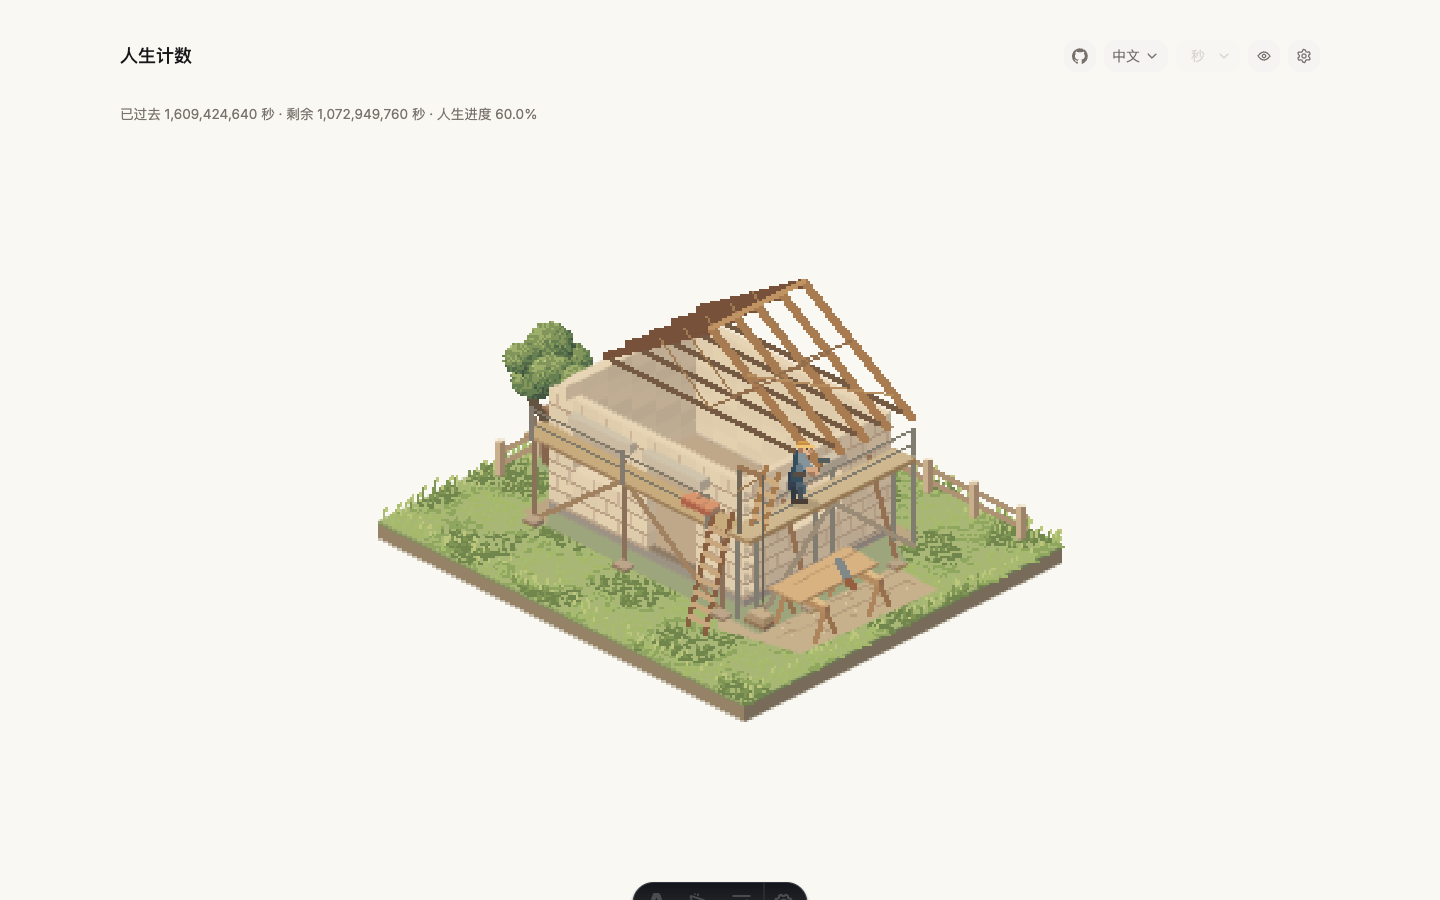 人生计数
中文
秒
已过去 1,609,424,640 秒 · 剩余 1,072,949,760 秒 · 人生进度 60.0%